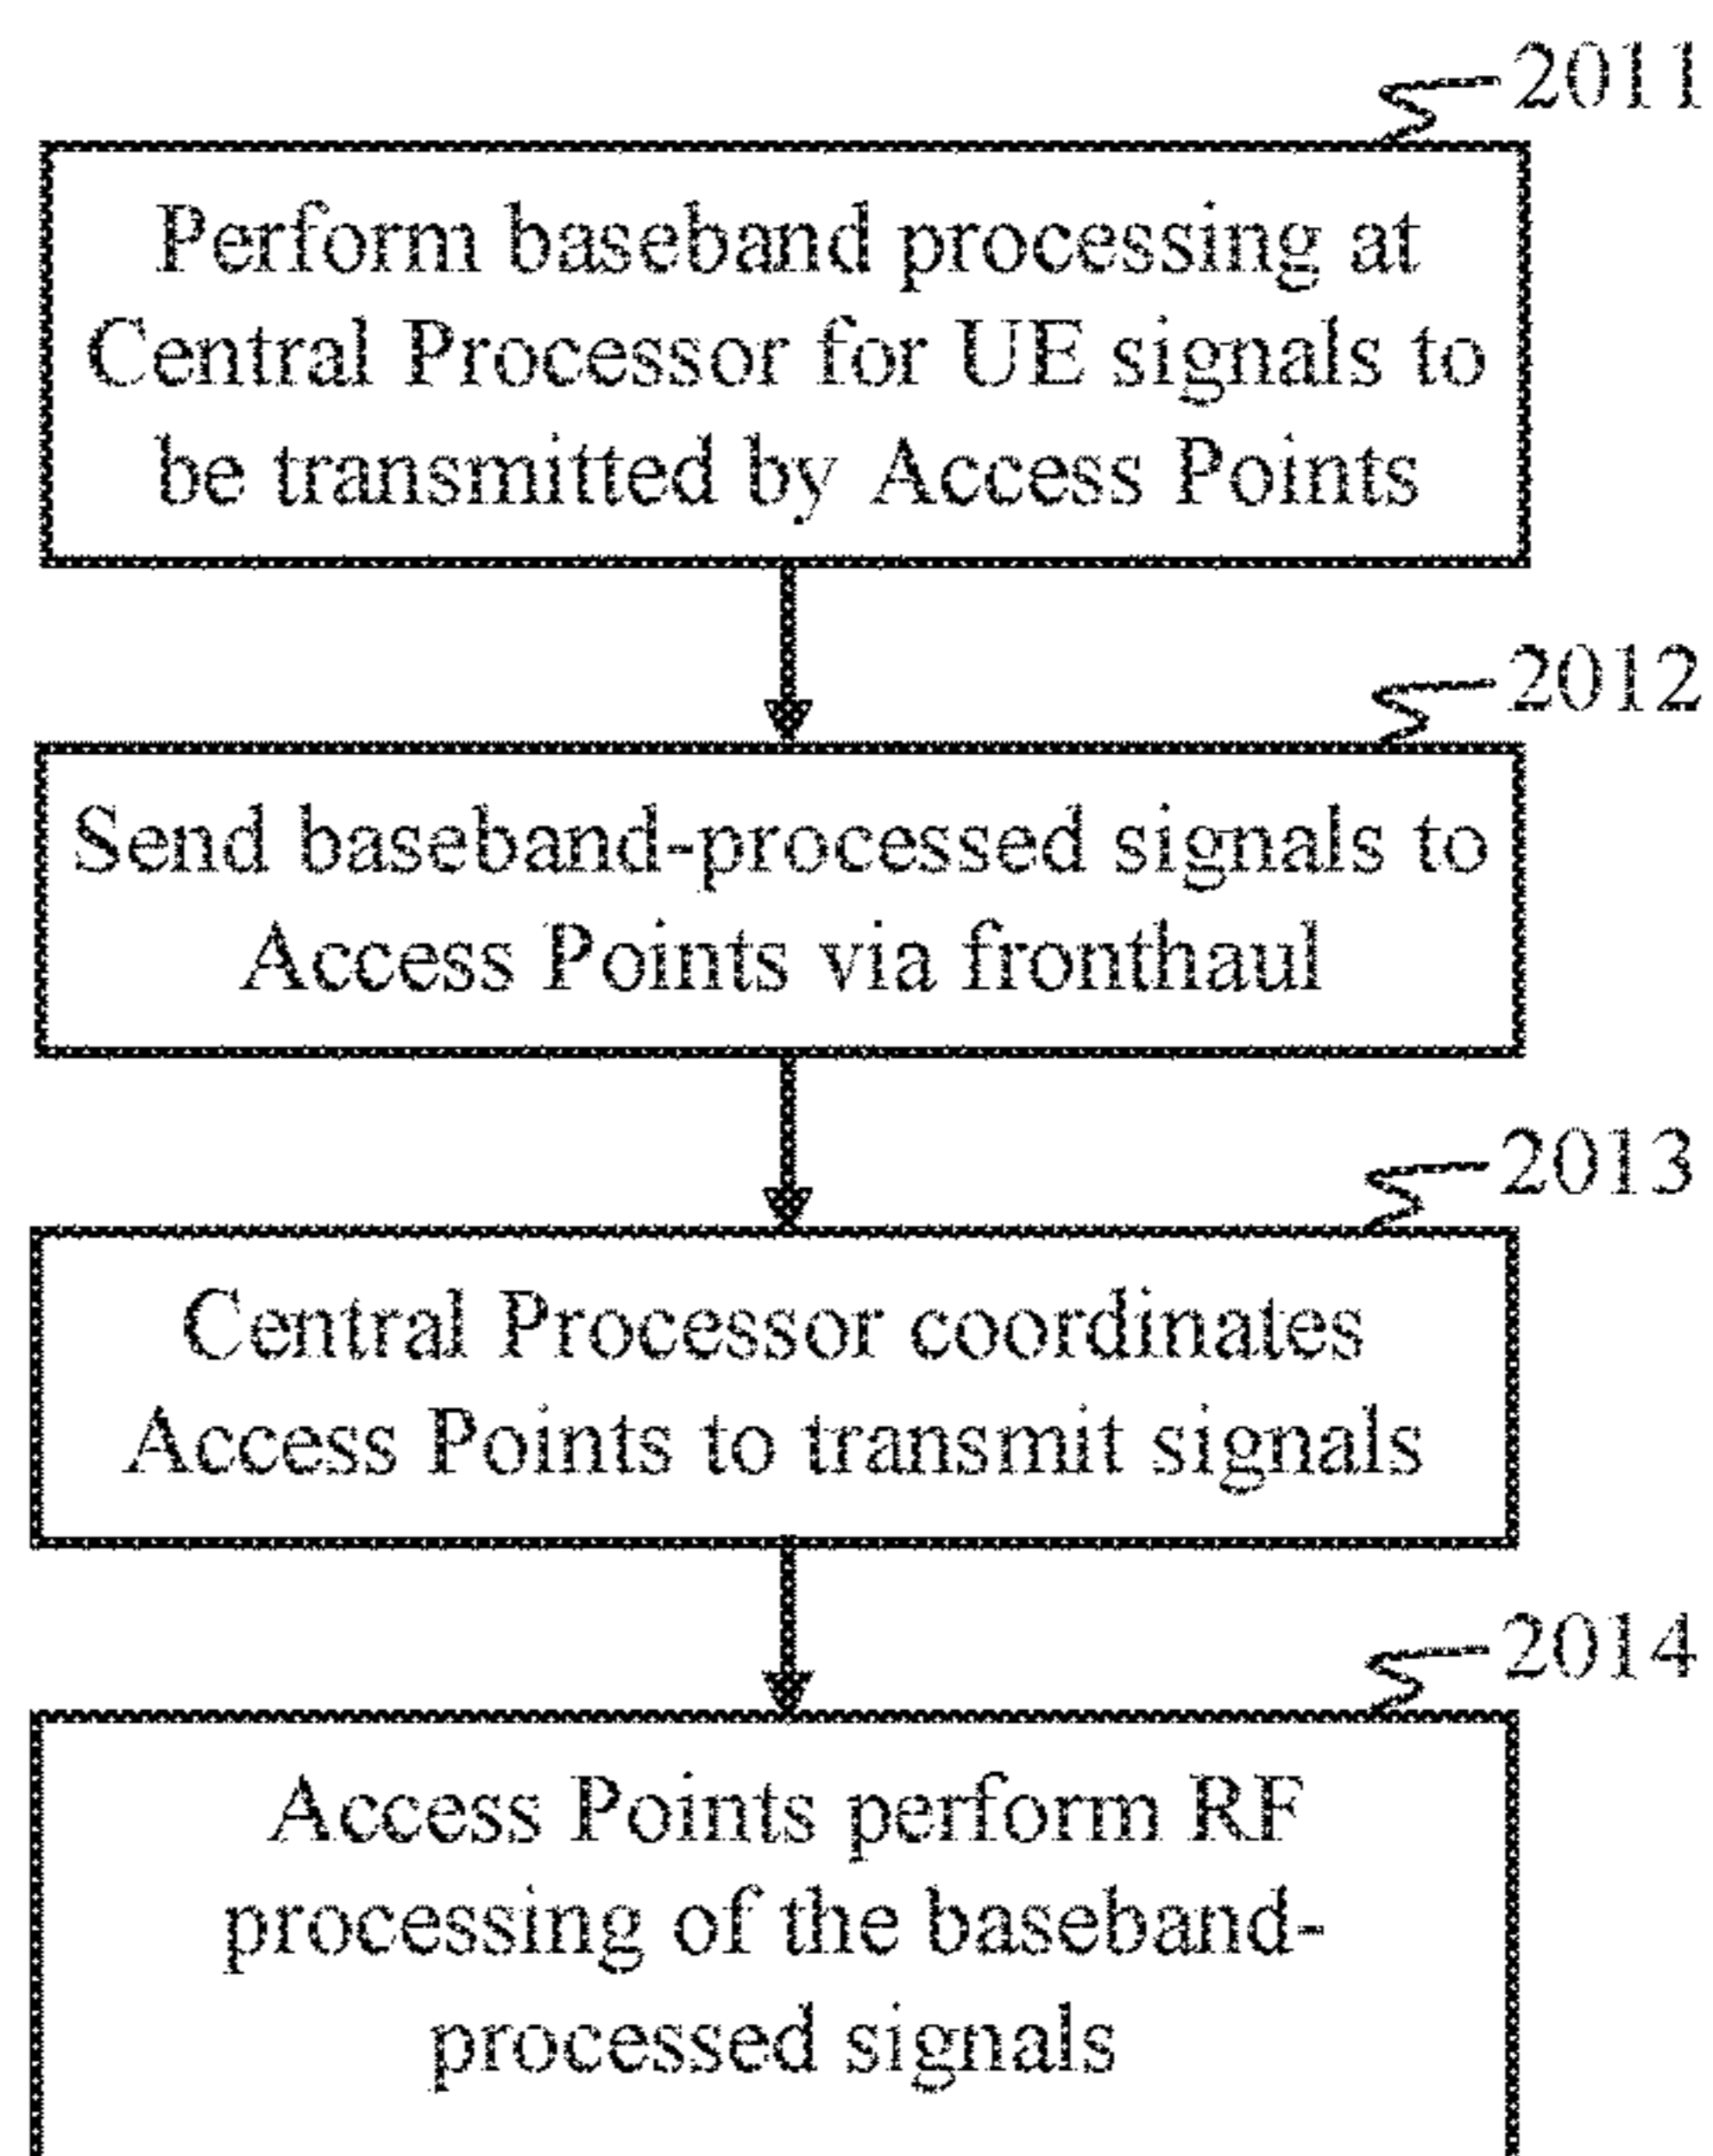 2011
Perform baseband processing at
Central Processor for UE signals to
be transmitted by Access Points
2012
Send baseband-processed signals to
Access Points via fronthaul
2013
Central Processor coordinates
Access Points to transmit signals
2014
Access Points perform RF
processing of the baseband-
processed signals